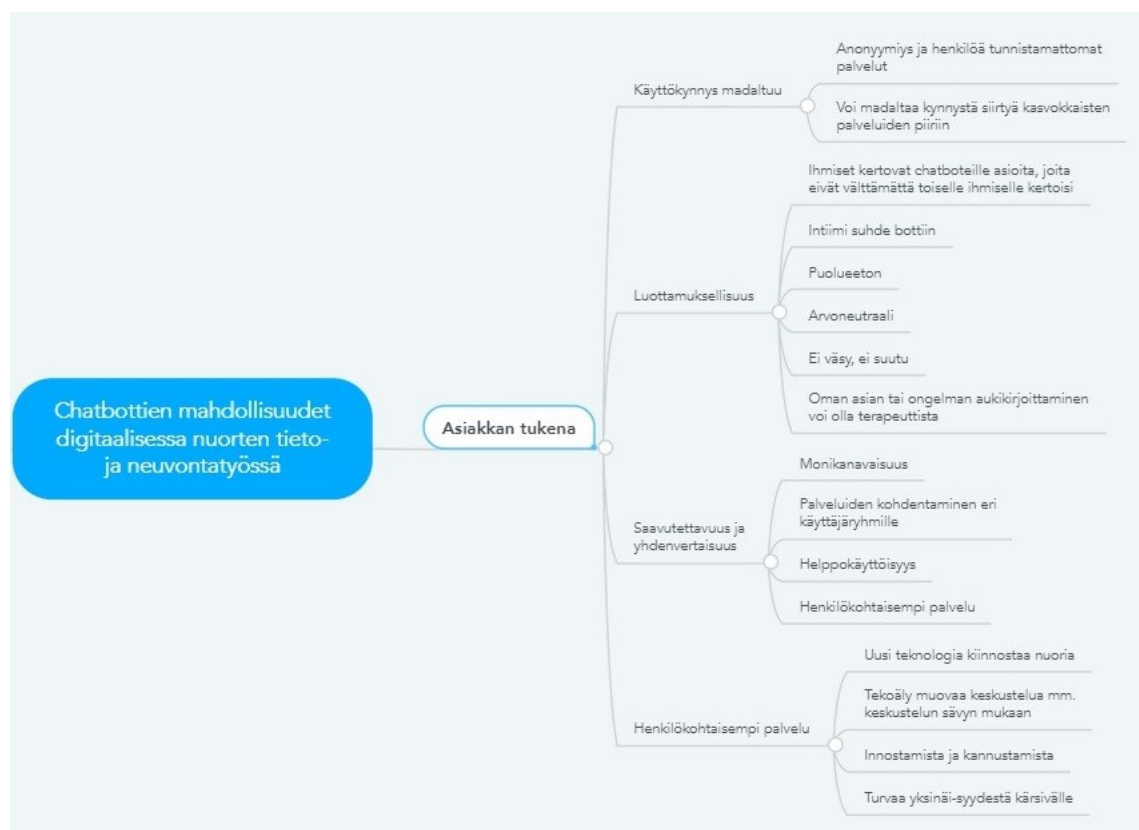 Chatbottien mahdollisuudet
digitaalisessa nuorten tieto-
ja neuvontatyössä
Asiakkan tukena
Käyttökynnys madaltuu
Anonyymiys ja henkilöä tunnistamattomat
palvelut
Voi madaltaa kynnystä siirtyä kasvokkaisten
palveluiden piiriin
Luottamuksellisuus
Ihmiset kertovat chatboteille asioita, joita
eivät välttämättä toiselle ihmiselle kertoisi
Intiimi suhde bottiin
Puolueeton
Arvoneutraali
Ei väsy, ei suutu
Oman asian tai ongelman aukikirjoittaminen
voi olla terapeuttista
Saavutettavuus ja
yhdenvertaisuus
Monikanavaisuus
Palveluiden kohdentaminen eri
käyttäjäryhmille
Helppokäyttöisyys
Henkilökohtaisempi palvelu
Henkilökohtaisempi palvelu
Uusi teknologia kiinnostaa nuoria
Tekoäly muovaa keskustelua mm.
keskustelun sävyn mukaan
Innostamista ja kannustamista
Turvaa yksinäi-syydestä kärsivälle